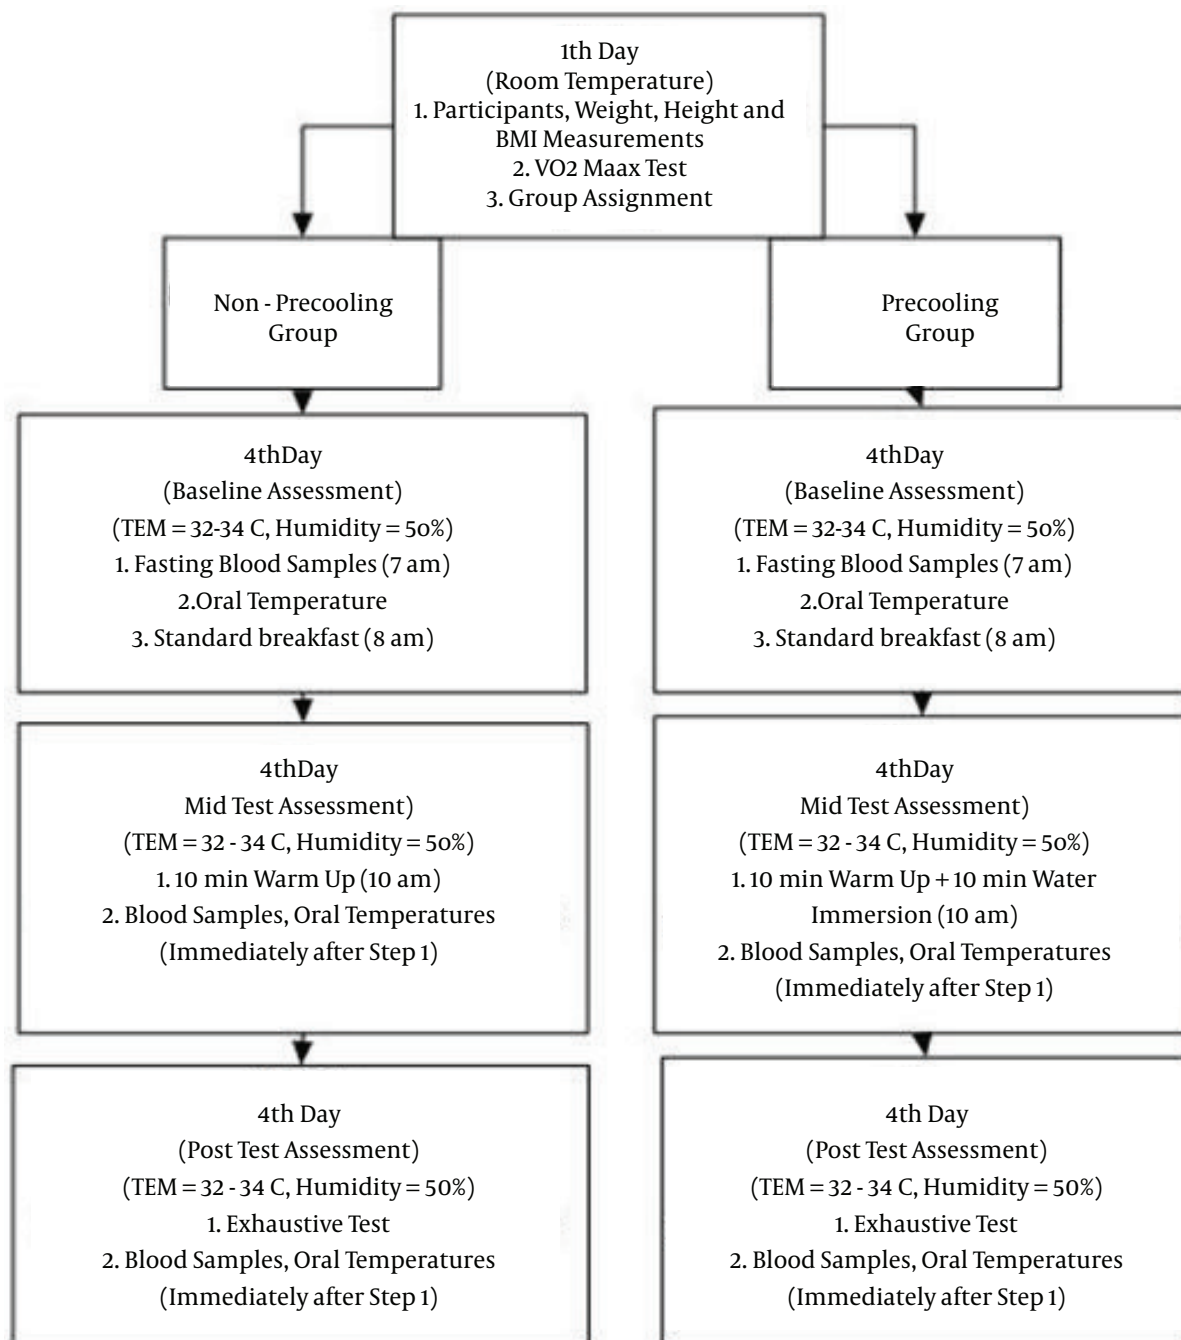 1th Day
(Room Temperature)
1. Participants, Weight, Height and
BMI Measurements
2. VO2 Maax Test
3. Group Assignment
Non - Precooling
Group
Precooling
Group
4thDay
(Baseline Assessment)
(TEM = 32-34 C, Humidity = 50%)
1. Fasting Blood Samples (7 am)
2.Oral Temperature
3. Standard breakfast (8 am)
4thDay
(Baseline Assessment)
(TEM = 32-34 C, Humidity = 50%)
1. Fasting Blood Samples (7 am)
2.Oral Temperature
3. Standard breakfast (8 am)
4thDay
Mid Test Assessment)
(TEM = 32 - 34 C, Humidity = 50%)
1. 10 min Warm Up (10 am)
2. Blood Samples, Oral Temperatures
(Immediately after Step 1)
4thDay
Mid Test Assessment)
(TEM = 32 - 34 C, Humidity = 50%)
1. 10 min Warm Up + 10 min Water
Immersion (10 am)
2. Blood Samples, Oral Temperatures
(Immediately after Step 1)
4th Day
(Post Test Assessment)
(TEM = 32 - 34 C, Humidity = 50%)
1. Exhaustive Test
2. Blood Samples, Oral Temperatures
(Immediately after Step 1)
4th Day
(Post Test Assessment)
(TEM = 32 - 34 C, Humidity = 50%)
1. Exhaustive Test
2. Blood Samples, Oral Temperatures
(Immediately after Step 1)